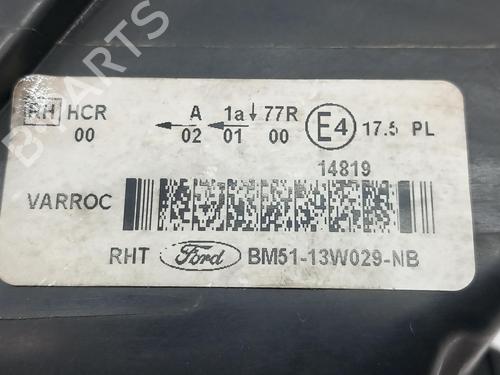 RH HCR A 1a 77R E4 17.5 PL
00 02 01 00
14819
VARROC
RHT Ford BM51-13W029-NB